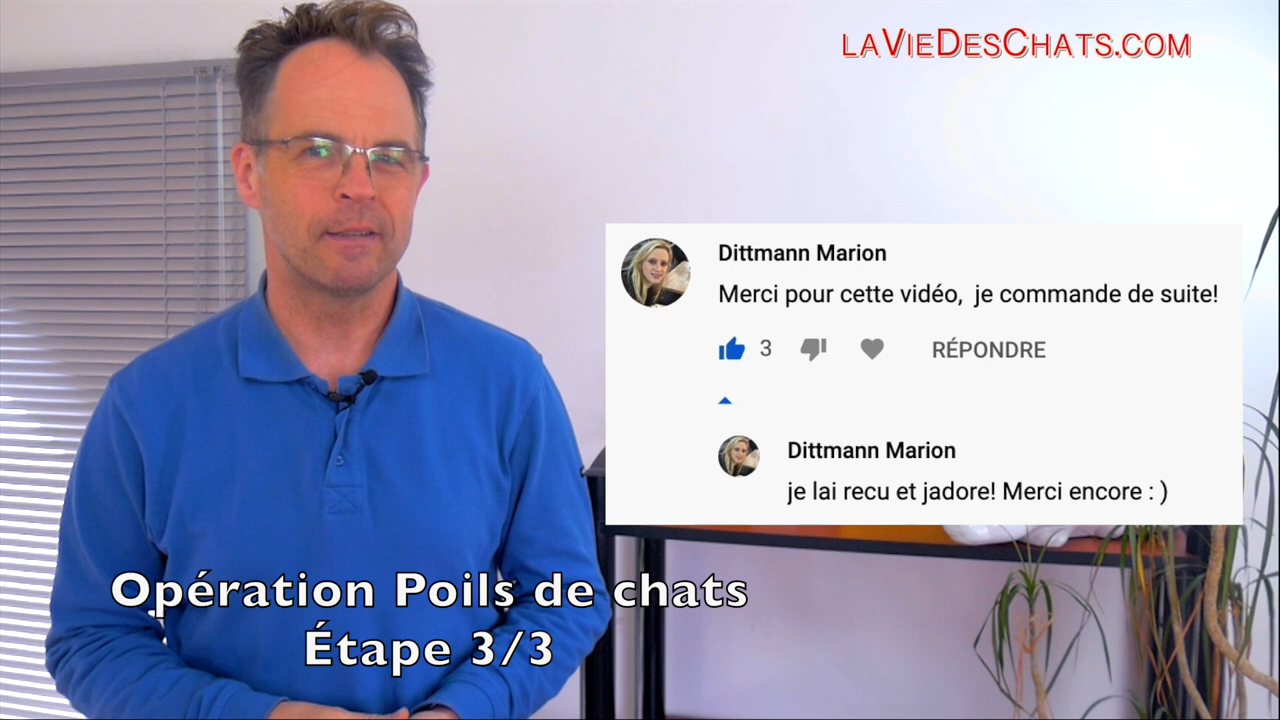 LAVIEDESCHATS.COM
Dittmann Marion
Merci pour cette vidéo, je commande de suite!
3
RÉPONDRE
Dittmann Marion
je lai recu et jadore! Merci encore : )
Opération Poils de chats
Étape 3/3